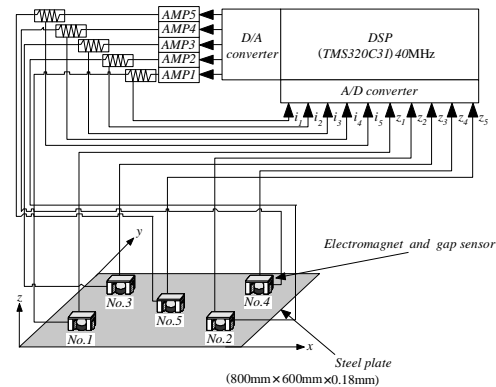 AMP5
AMP4
AMP3
AMP2
AMP1
D/A
converter
DSP
(TMS320C31)40MHz
A/D converter
i1 i2 i3 i4 i5 z1 z2 z3 z4 z5
y
Electromagnet and gap sensor
z
No.3
No.4
No.5
No.1
No.2
x
Steel plate
(800mm×600mm×0.18mm)